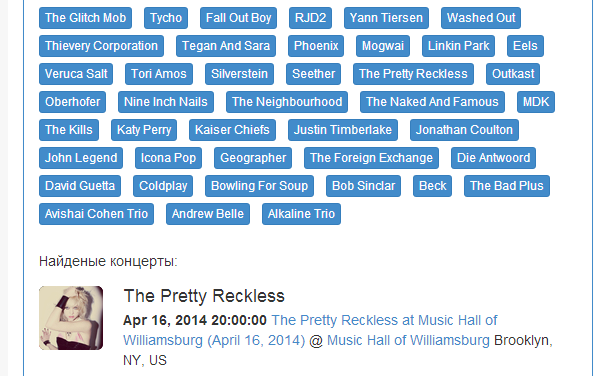 The Glitch Mob Tycho Fall Out Boy RJD2 Yann Tiersen Washed Out
Thievery Corporation Tegan And Sara Phoenix Mogwai Linkin Park Eels
Veruca Salt Tori Amos Silverstein Seether The Pretty Reckless Outkast
Oberhofer Nine Inch Nails The Neighbourhood The Naked And Famous MDK
The Kills Katy Perry Kaiser Chiefs Justin Timberlake Jonathan Coulton
John Legend Icona Pop Geographer The Foreign Exchange Die Antwoord
David Guetta Coldplay Bowling For Soup Bob Sinclar Beck The Bad Plus
Avishai Cohen Trio Andrew Belle Alkaline Trio
Найденые концерты:
The Pretty Reckless
Apr 16, 2014 20:00:00 The Pretty Reckless at Music Hall of
Williamsburg (April 16, 2014) @ Music Hall of Williamsburg Brooklyn,
NY, US